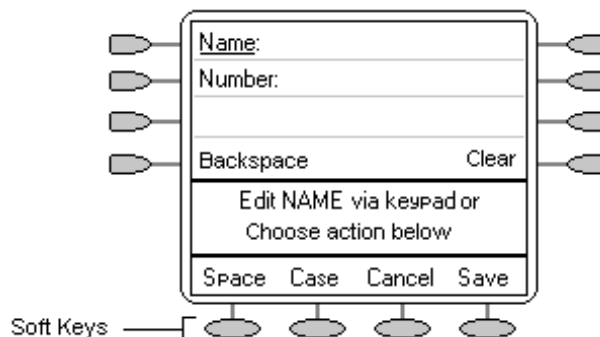 Name:
Number:
Backspace Clear
Edit NAME via keypad or
Choose action below
Space Case Cancel Save
Soft Keys